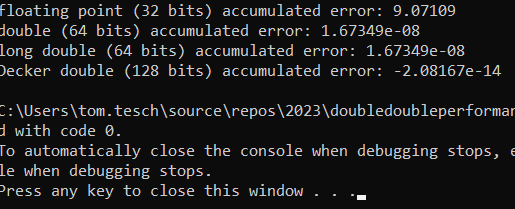 floating point (32 bits) accumulated error: 9.07109
double (64 bits) accumulated error: 1.67349e-08
long double (64 bits) accumulated error: 1.67349e-08
Decker double (128 bits) accumulated error: -2.08167e-14
C:\Users\tom.tesch\source\repos\2023\doubledoubleperforman
d with code 0.
To automatically close the console when debugging stops, e
le when debugging stops.
Press any key to close this window . . .